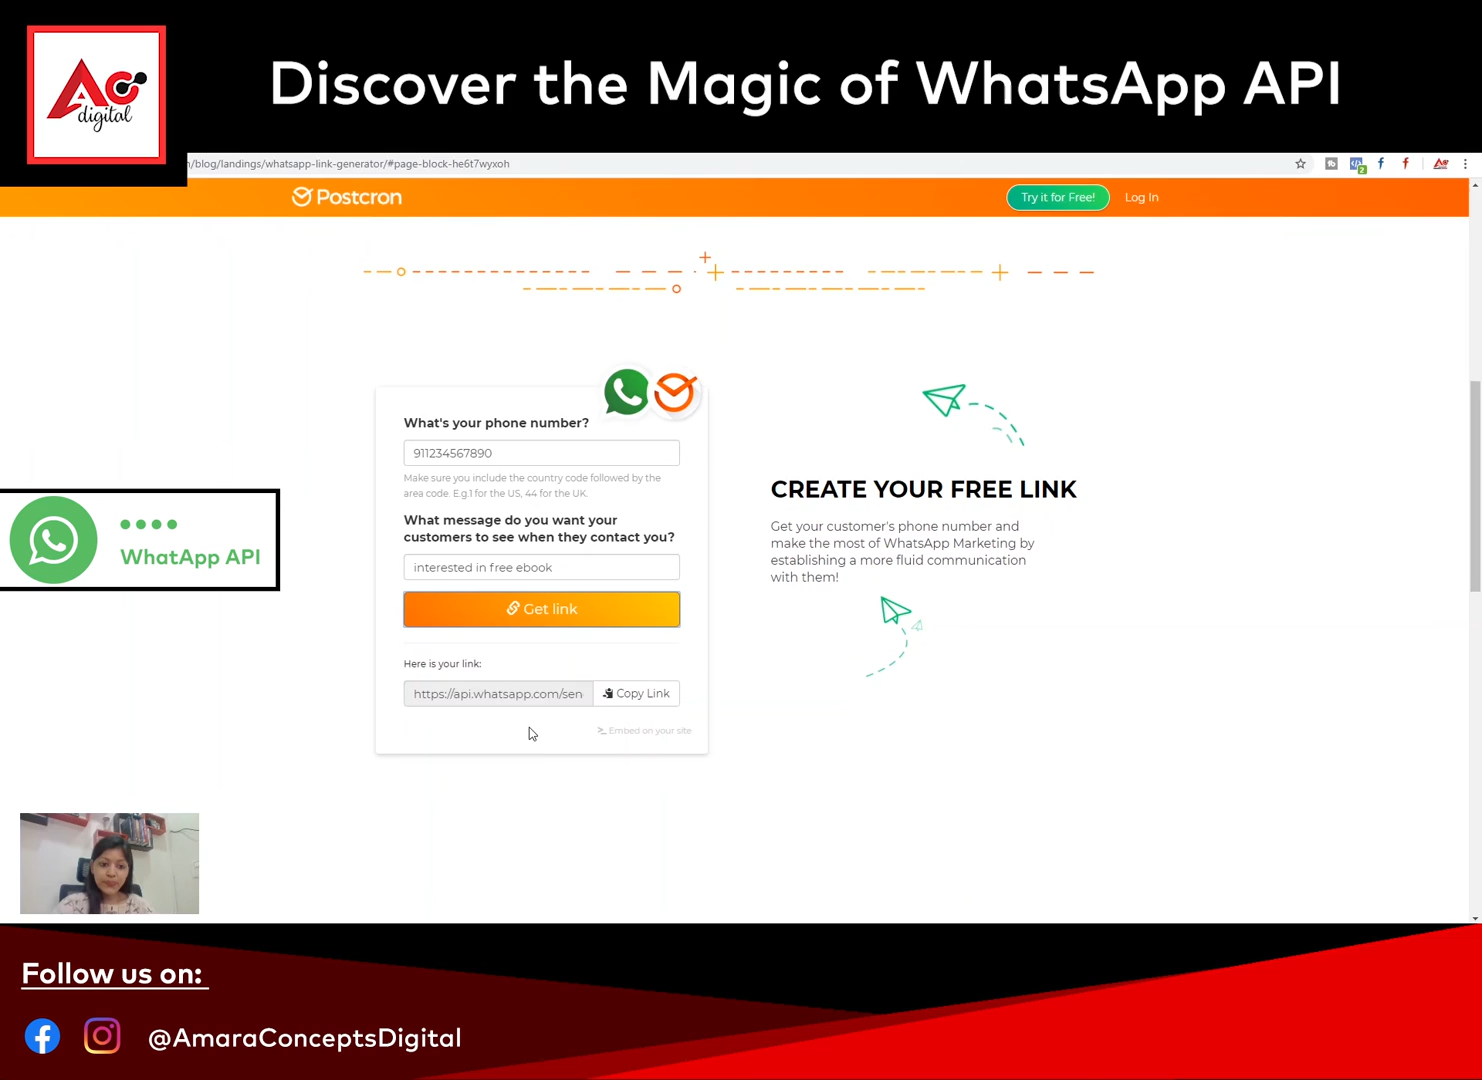 AC
digital
Discover the Magic of WhatsApp API
/blog/landings/whatsapp-link-generator/#page-block-he6t7wyxoh
2
Postcron
Try it for Free!
Log In
What's your phone number?
911234567890
Make sure you include the country code followed by the
area code. E.g.1 for the US, 44 for the UK.
What message do you want your
customers to see when they contact you?
interested in free ebook
Get link
Here is your link:
https://api.whatsapp.com/sen
Copy Link
>_ Embed on your site
CREATE YOUR FREE LINK
Get your customer's phone number and
make the most of WhatsApp Marketing by
establishing a more fluid communication
with them!
WhatApp API
Follow us on:
@AmaraConceptsDigital